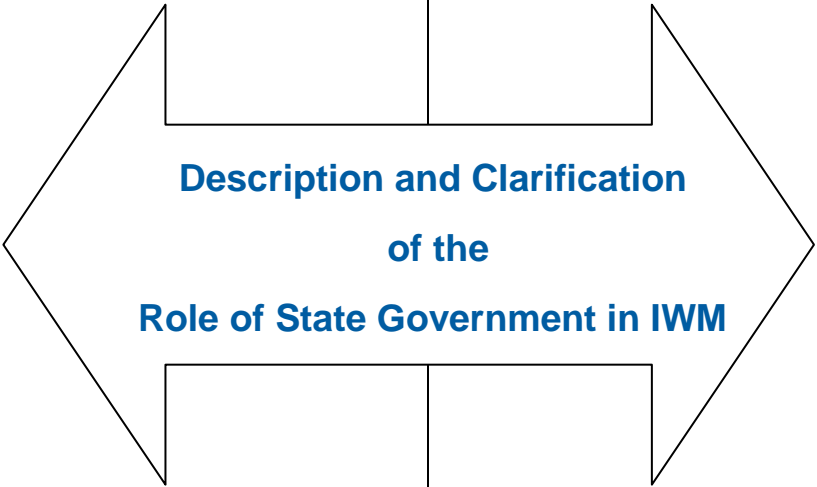 Description and Clarification
of the
Role of State Government in IWM